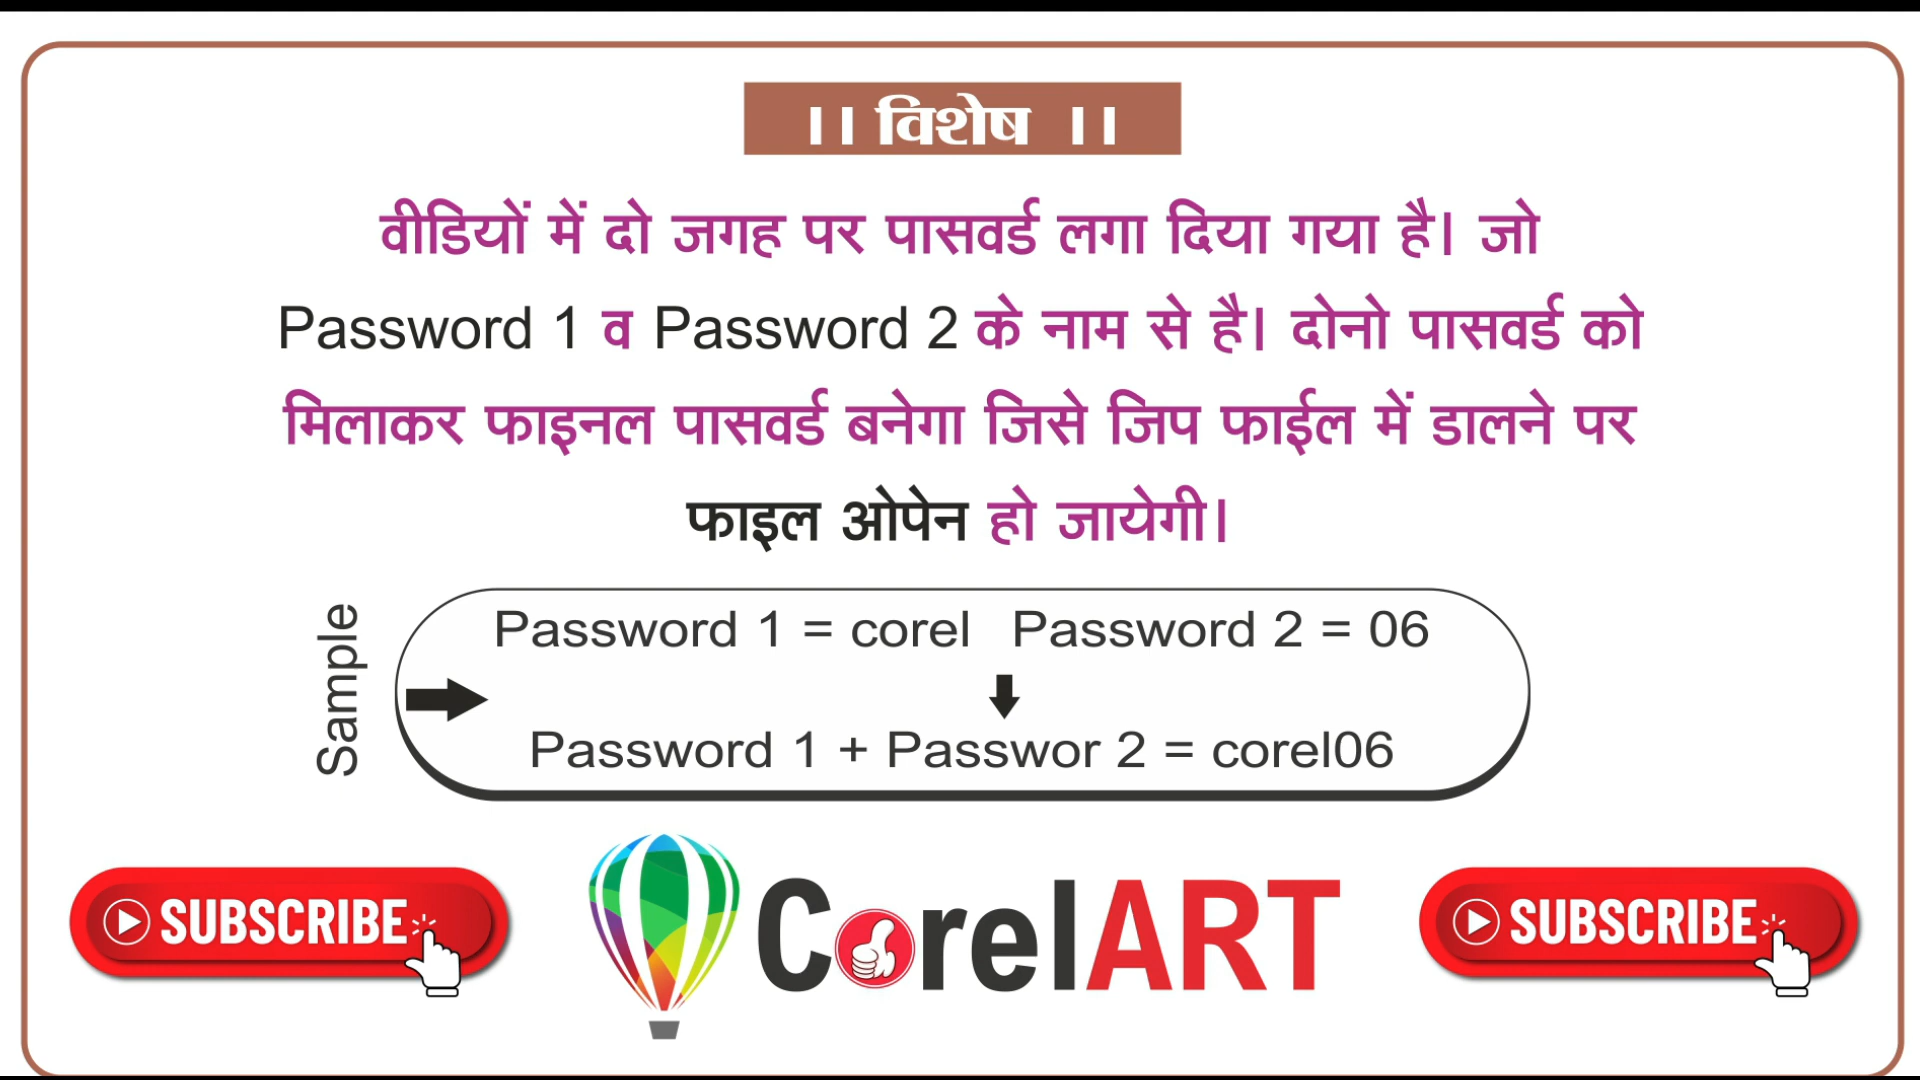 ।। विशेष ।।
वीडियों में दो जगह पर पासवर्ड लगा दिया गया है। जो
Password 1 व Password 2 के नाम से है। दोनो पासवर्ड को
मिलाकर फाइनल पासवर्ड बनेगा जिसे जिप फाईल में डालने पर
फाइल ओपेन हो जायेगी।
Sample
Password 1 = corel Password 2 = 06
Password 1 + Passwor 2 = corel06
SUBSCRIBE
CorelART
SUBSCRIBE